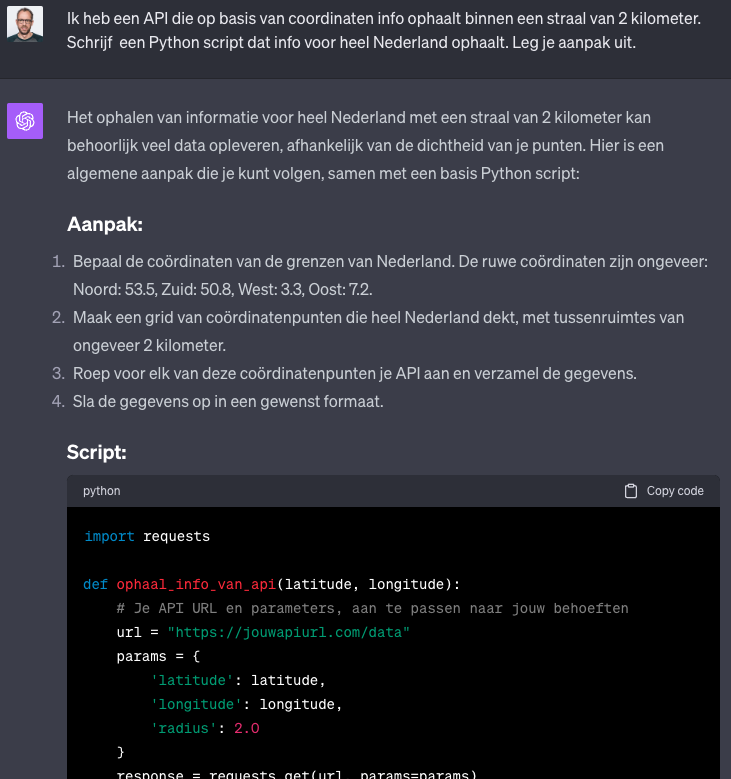 Ik heb een API die op basis van coordinaten info ophaalt binnen een straal van 2 kilometer.
Schrijf  een Python script dat info voor heel Nederland ophaalt. Leg je aanpak uit.
Het ophalen van informatie voor heel Nederland met een straal van 2 kilometer kan
behoorlijk veel data opleveren, afhankelijk van de dichtheid van je punten. Hier is een
algemene aanpak die je kunt volgen, samen met een basis Python script:
Aanpak:
1. Bepaal de coördinaten van de grenzen van Nederland. De ruwe coördinaten zijn ongeveer:
Noord: 53.5, Zuid: 50.8, West: 3.3, Oost: 7.2.
2. Maak een grid van coördinatenpunten die heel Nederland dekt, met tussenruimtes van
ongeveer 2 kilometer.
3. Roep voor elk van deze coördinatenpunten je API aan en verzamel de gegevens.
4. Sla de gegevens op in een gewenst formaat.
Script:
python Copy code
import requests
def ophaal_info_van_api(latitude, longitude):
    # Je API URL en parameters, aan te passen naar jouw behoeften
    url = "https://jouwapiurl.com/data"
    params = {
        'latitude': latitude,
        'longitude': longitude,
        'radius': 2.0
    }
    response = requests.get(url, params=params)